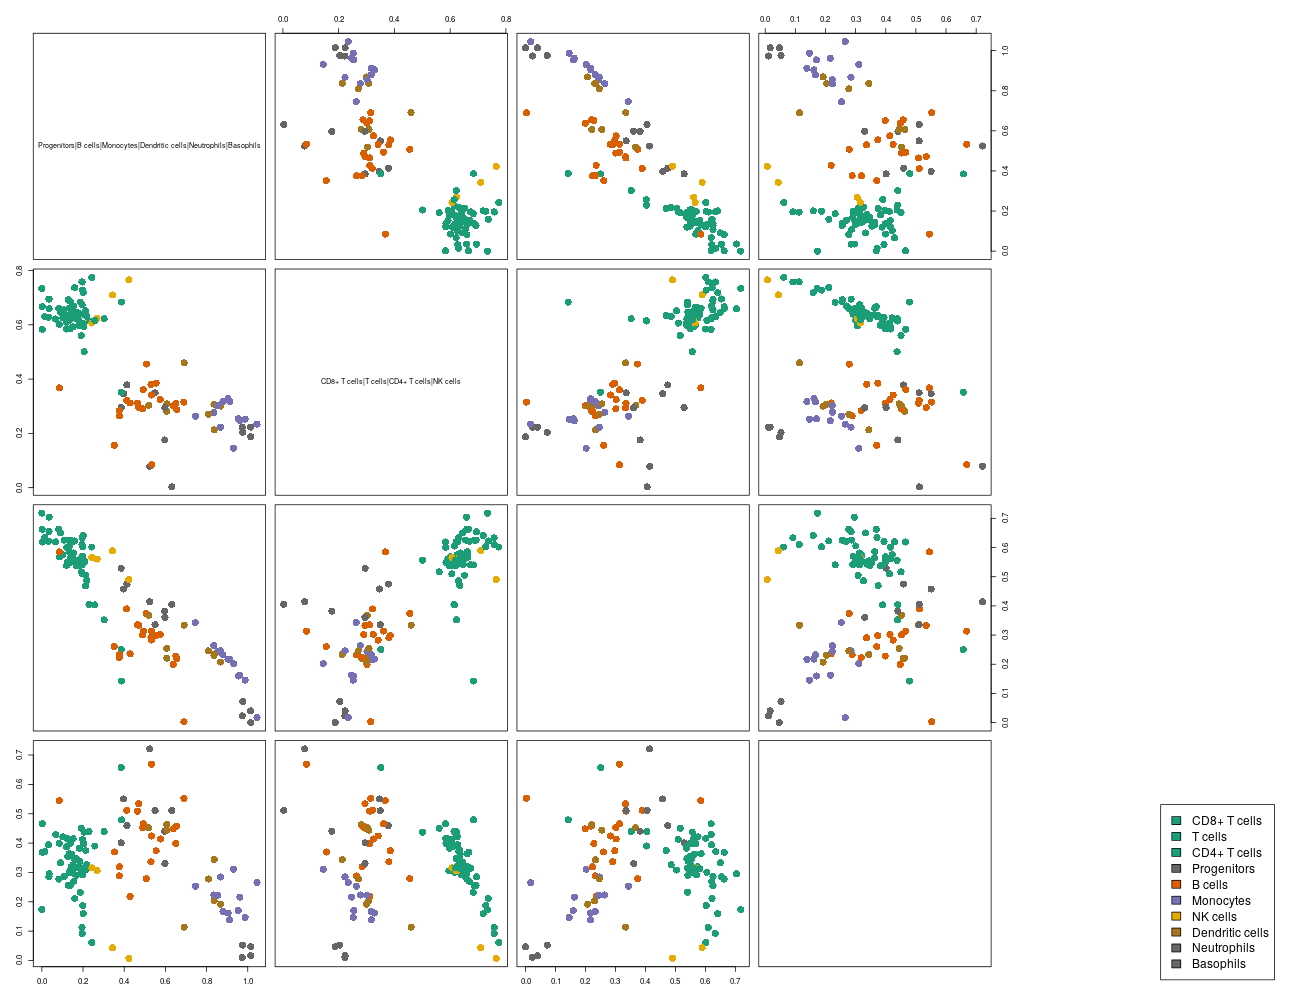 0.0 0.2 0.4 0.6 0.8
0.0 0.1 0.2 0.3 0.4 0.5 0.6 0.7
Progenitors|B cells|Monocytes|Dendritic cells|Neutrophils|Basophils
0.0 0.2 0.4 0.6 0.8 1.0
0.0 0.2 0.4 0.6 0.8
CD8+ T cells|T cells|CD4+ T cells|NK cells
0.0 0.1 0.2 0.3 0.4 0.5 0.6 0.7
0.0 0.1 0.2 0.3 0.4 0.5 0.6 0.7
0.0 0.2 0.4 0.6 0.8 1.0
0.0 0.1 0.2 0.3 0.4 0.5 0.6 0.7
CD8+ T cells
T cells
CD4+ T cells
Progenitors
B cells
Monocytes
NK cells
Dendritic cells
Neutrophils
Basophils